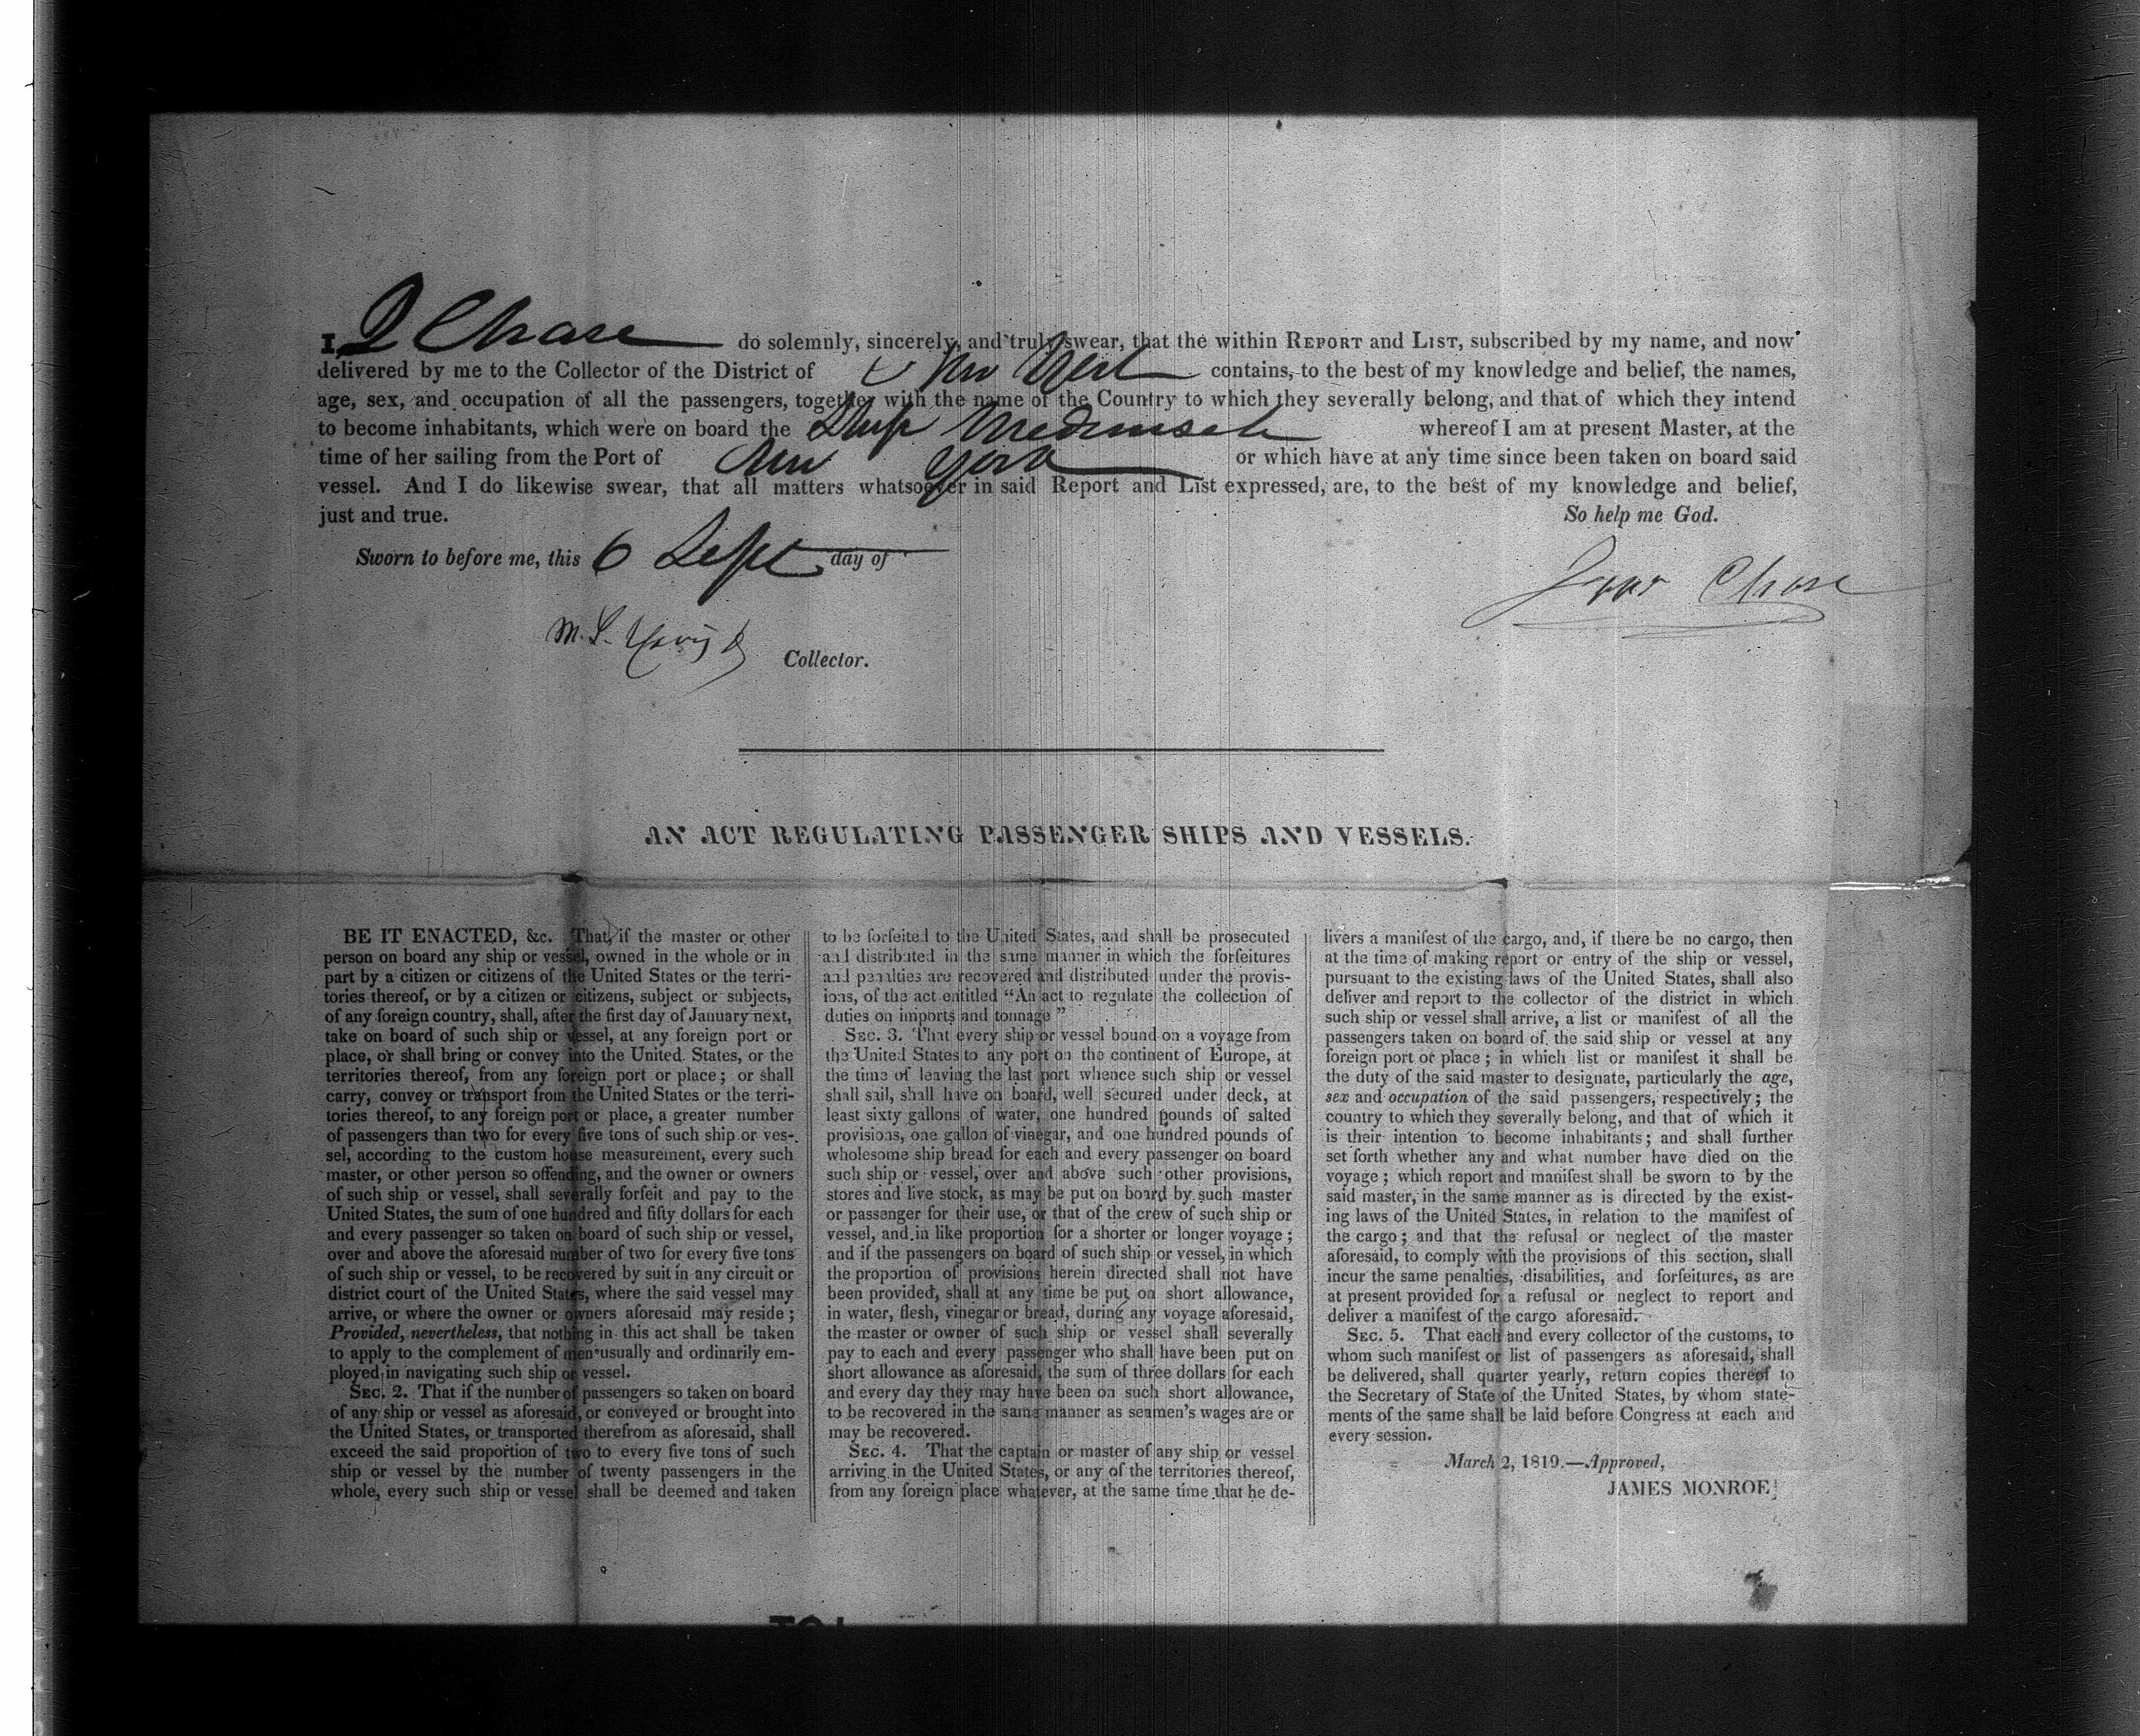 I, I Chase do solemnly, sincerely, and truly swear, that the within REPORT and LIST, subscribed by my name, and now
delivered by me to the Collector of the District of New contains, to the best of my knowledge and belief, the names,
age, sex, and occupation of all the passengers, together with the name of the Country to which they severally belong, and that of which they intend
to become inhabitants, which were on board the Ship whereof I am at present Master, at the
time of her sailing from the Port of New York or which have at any time since been taken on board said
vessel. And I do likewise swear, that all matters whatsoever in said Report and List expressed, are, to the best of my knowledge and belief,
just and true. So help me God.
Sworn to before me, this 6 Sept day of
Chase
M. L.
Collector.
AN ACT REGULATING PASSENGER SHIPS AND VESSELS.
BE IT ENACTED, &c. That, if the master or other
person on board any ship or vessel, owned in the whole or in
part by a citizen or citizens of the United States or the terri-
tories thereof, or by a citizen or citizens, subject or subjects,
of any foreign country, shall, after the first day of January next,
take on board of such ship or vessel, at any foreign port or
place, or shall bring or convey into the United States, or the
territories thereof, from any foreign port or place; or shall
carry, convey or transport from the United States or the terri-
tories thereof, to any foreign port or place, a greater number
of passengers than two for every five tons of such ship or ves-
sel, according to the custom house measurement, every such
master, or other person so offending, and the owner or owners
of such ship or vessel, shall severally forfeit and pay to the
United States, the sum of one hundred and fifty dollars for each
and every passenger so taken on board of such ship or vessel,
over and above the aforesaid number of two for every five tons
of such ship or vessel, to be recovered by suit in any circuit or
district court of the United States, where the said vessel may
arrive, or where the owner or owners aforesaid may reside;
Provided, nevertheless, that nothing in this act shall be taken
to apply to the complement of men usually and ordinarily em-
ployed in navigating such ship or vessel.
SEC. 2. That if the number of passengers so taken on board
of any ship or vessel as aforesaid, or conveyed or brought into
the United States, or transported therefrom as aforesaid, shall
exceed the said proportion of two to every five tons of such
ship or vessel by the number of twenty passengers in the
whole, every such ship or vessel shall be deemed and taken
to be forfeited to the United States, and shall be prosecuted
and distributed in the same manner in which the forfeitures
and penalties are recovered and distributed under the provis-
ions, of the act entitled "An act to regulate the collection of
duties on imports and tonnage"
SEC. 3. That every ship or vessel bound on a voyage from
the United States to any port on the continent of Europe, at
the time of leaving the last port whence such ship or vessel
shall sail, shall have on board, well secured under deck, at
least sixty gallons of water, one hundred pounds of salted
provisions, one gallon of vinegar, and one hundred pounds of
wholesome ship bread for each and every passenger on board
such ship or vessel, over and above such other provisions,
stores and live stock, as may be put on board by such master
or passenger for their use, or that of the crew of such ship or
vessel, and in like proportion for a shorter or longer voyage;
and if the passengers on board of such ship or vessel, in which
the proportion of provisions herein directed shall not have
been provided, shall at any time be put on short allowance,
in water, flesh, vinegar or bread, during any voyage aforesaid,
the master or owner of such ship or vessel shall severally
pay to each and every passenger who shall have been put on
short allowance as aforesaid, the sum of three dollars for each
and every day they may have been on such short allowance,
to be recovered in the same manner as seamen's wages are or
may be recovered.
SEC. 4. That the captain or master of any ship or vessel
arriving in the United States, or any of the territories thereof,
from any foreign place whatever, at the same time that he de-
livers a manifest of the cargo, and, if there be no cargo, then
at the time of making report or entry of the ship or vessel,
pursuant to the existing laws of the United States, shall also
deliver and report to the collector of the district in which
such ship or vessel shall arrive, a list or manifest of all the
passengers taken on board of the said ship or vessel at any
foreign port or place; in which list or manifest it shall be
the duty of the said master to designate, particularly the age,
sex and occupation of the said passengers, respectively; the
country to which they severally belong, and that of which it
is their intention to become inhabitants; and shall further
set forth whether any and what number have died on the
voyage; which report and manifest shall be sworn to by the
said master, in the same manner as is directed by the exist-
ing laws of the United States, in relation to the manifest of
the cargo; and that the refusal or neglect of the master
aforesaid, to comply with the provisions of this section, shall
incur the same penalties, disabilities, and forfeitures, as are
at present provided for a refusal or neglect to report and
deliver a manifest of the cargo aforesaid.
SEC. 5. That each and every collector of the customs, to
whom such manifest or list of passengers as aforesaid, shall
be delivered, shall quarter yearly, return copies thereof to
the Secretary of State of the United States, by whom state-
ments of the same shall be laid before Congress at each and
every session.
March 2, 1819.—Approved,
JAMES MONROE